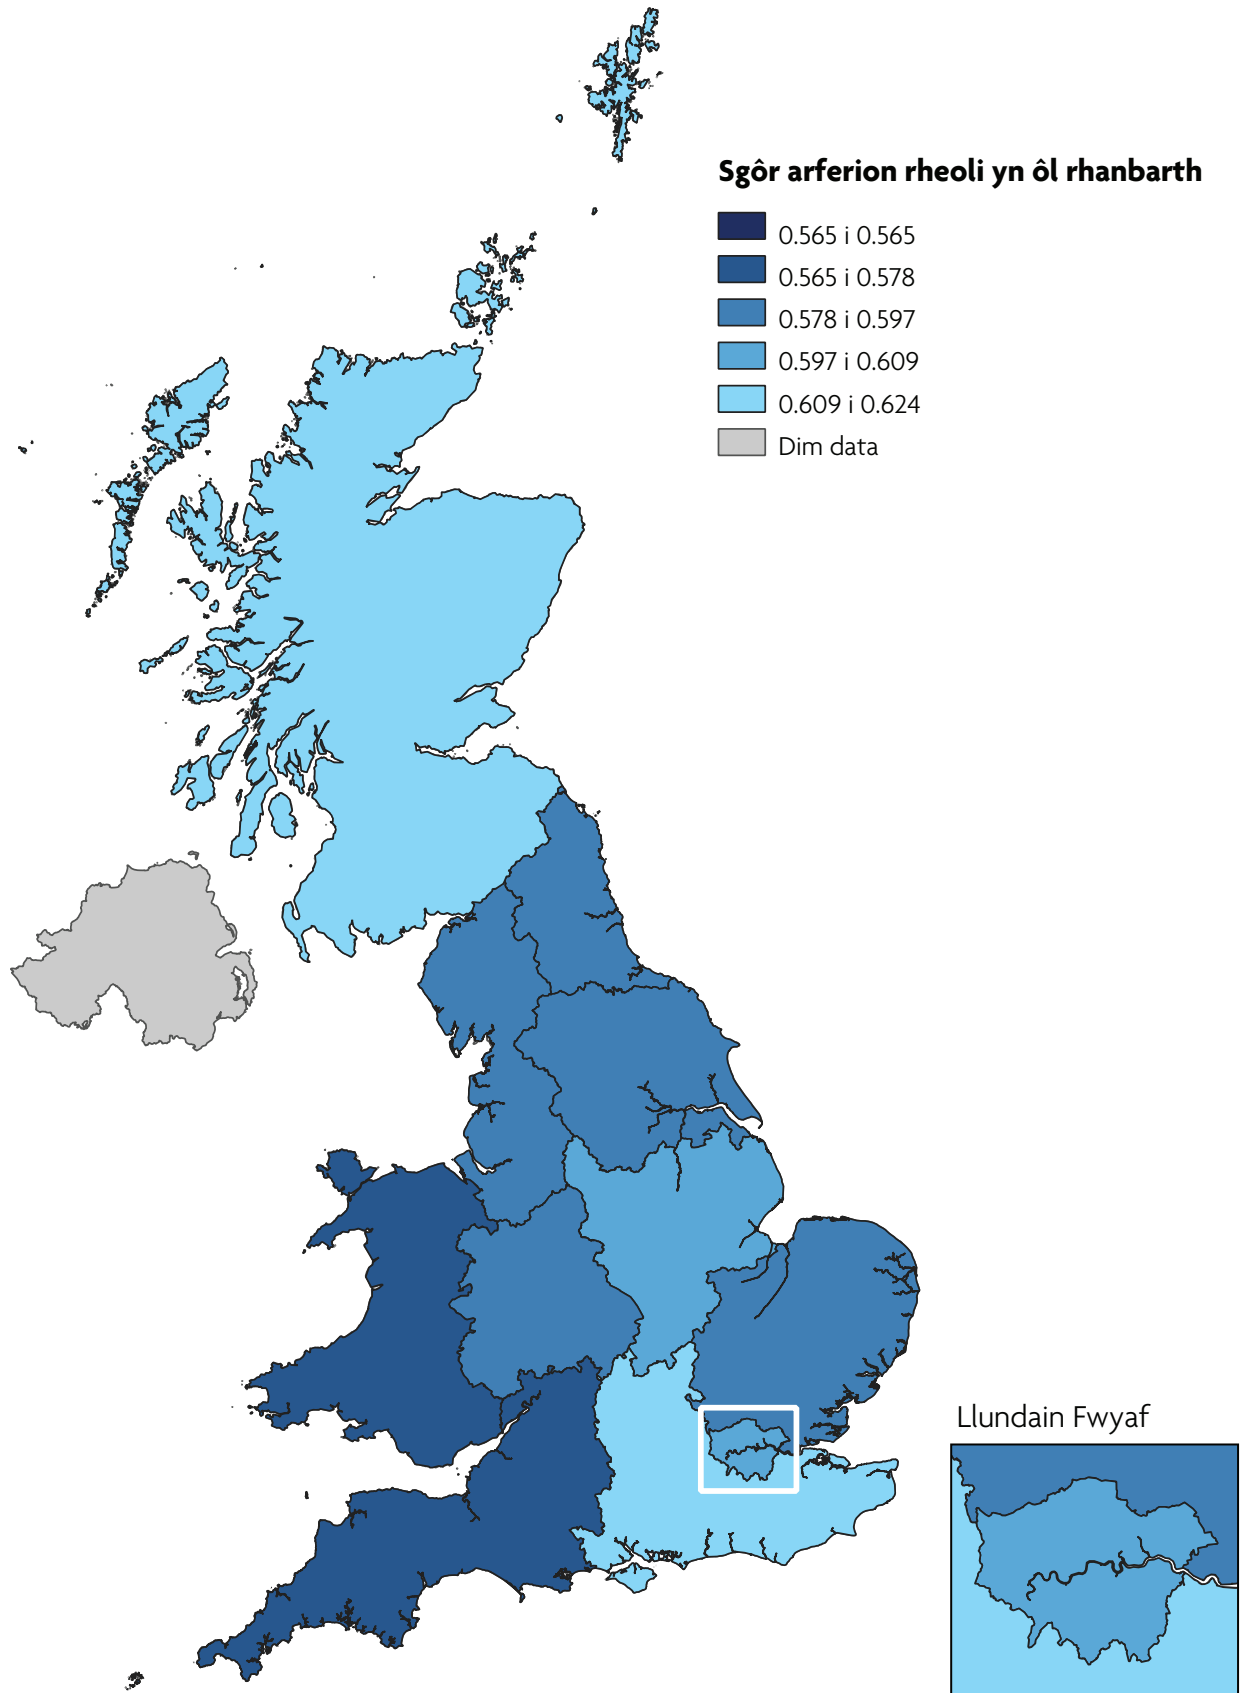 Sgôr arferion rheoli yn ôl rhanbarth
0.565 i 0.565
0.565 i 0.578
0.578 i 0.597
0.597 i 0.609
0.609 i 0.624
Dim data
Llundain Fwyaf